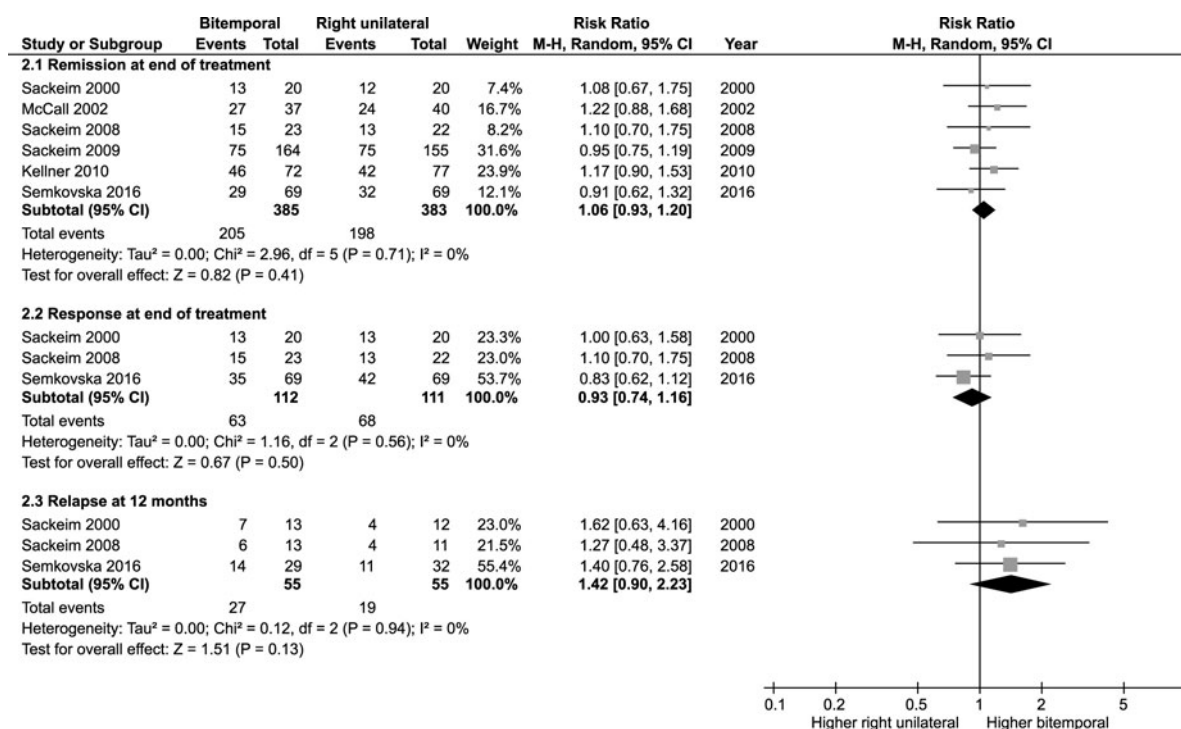 Bitemporal Right unilateral Risk Ratio Risk Ratio
Study or Subgroup Events Total Events Total Weight M-H, Random, 95% CI Year M-H, Random, 95% CI
2.1 Remission at end of treatment
Sackeim 2000 13 20 12 20 7.4% 1.08 [0.67, 1.75] 2000
McCall 2002 27 37 24 40 16.7% 1.22 [0.88, 1.68] 2002
Sackeim 2008 15 23 13 22 8.2% 1.10 [0.70, 1.75] 2008
Sackeim 2009 75 164 75 155 31.6% 0.95 [0.75, 1.19] 2009
Kellner 2010 46 72 42 77 23.9% 1.17 [0.90, 1.53] 2010
Semkovska 2016 29 69 32 69 12.1% 0.91 [0.62, 1.32] 2016
Subtotal (95% CI) 385 383 100.0% 1.06 [0.93, 1.20]
Total events 205 198
Heterogeneity: Tau² = 0.00; Chi² = 2.96, df = 5 (P = 0.71); I² = 0%
Test for overall effect: Z = 0.82 (P = 0.41)
2.2 Response at end of treatment
Sackeim 2000 13 20 13 20 23.3% 1.00 [0.63, 1.58] 2000
Sackeim 2008 15 23 13 22 23.0% 1.10 [0.70, 1.75] 2008
Semkovska 2016 35 69 42 69 53.7% 0.83 [0.62, 1.12] 2016
Subtotal (95% CI) 112 111 100.0% 0.93 [0.74, 1.16]
Total events 63 68
Heterogeneity: Tau² = 0.00; Chi² = 1.16, df = 2 (P = 0.56); I² = 0%
Test for overall effect: Z = 0.67 (P = 0.50)
2.3 Relapse at 12 months
Sackeim 2000 7 13 4 12 23.0% 1.62 [0.63, 4.16] 2000
Sackeim 2008 6 13 4 11 21.5% 1.27 [0.48, 3.37] 2008
Semkovska 2016 14 29 11 32 55.4% 1.40 [0.76, 2.58] 2016
Subtotal (95% CI) 55 55 100.0% 1.42 [0.90, 2.23]
Total events 27 19
Heterogeneity: Tau² = 0.00; Chi² = 0.12, df = 2 (P = 0.94); I² = 0%
Test for overall effect: Z = 1.51 (P = 0.13)
0.1 0.2 0.5 1 2 5
Higher right unilateral Higher bitemporal